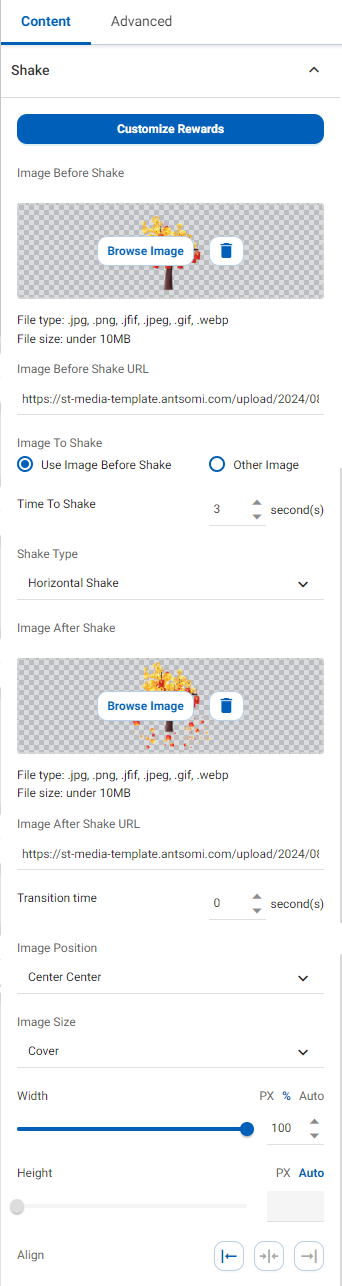 Content Advanced
Shake
Customize Rewards
Image Before Shake
Browse Image
File type: .jpg, .png, .jfif, .jpeg, .gif, .webp
File size: under 10MB
Image Before Shake URL
https://st-media-template.antsomi.com/upload/2024/08
Image To Shake
Use Image Before Shake Other Image
Time To Shake 3 second(s)
Shake Type
Horizontal Shake
Image After Shake
Browse Image
File type: .jpg, .png, .jfif, .jpeg, .gif, .webp
File size: under 10MB
Image After Shake URL
https://st-media-template.antsomi.com/upload/2024/08
Transition time 0 second(s)
Image Position
Center Center
Image Size
Cover
Width PX % Auto
100
Height PX Auto
Align